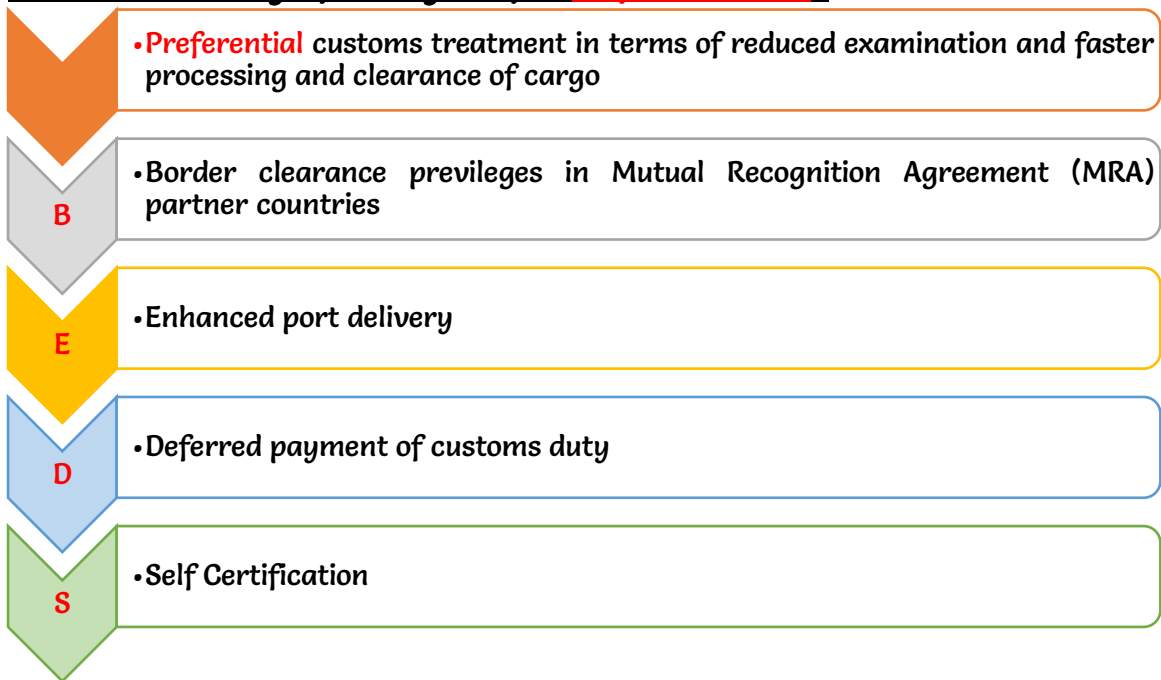 •Preferential customs treatment in terms of reduced examination and faster
processing and clearance of cargo
B
•Border clearance previleges in Mutual Recognition Agreement (MRA)
partner countries
E
•Enhanced port delivery
D
•Deferred payment of customs duty
S
•Self Certification